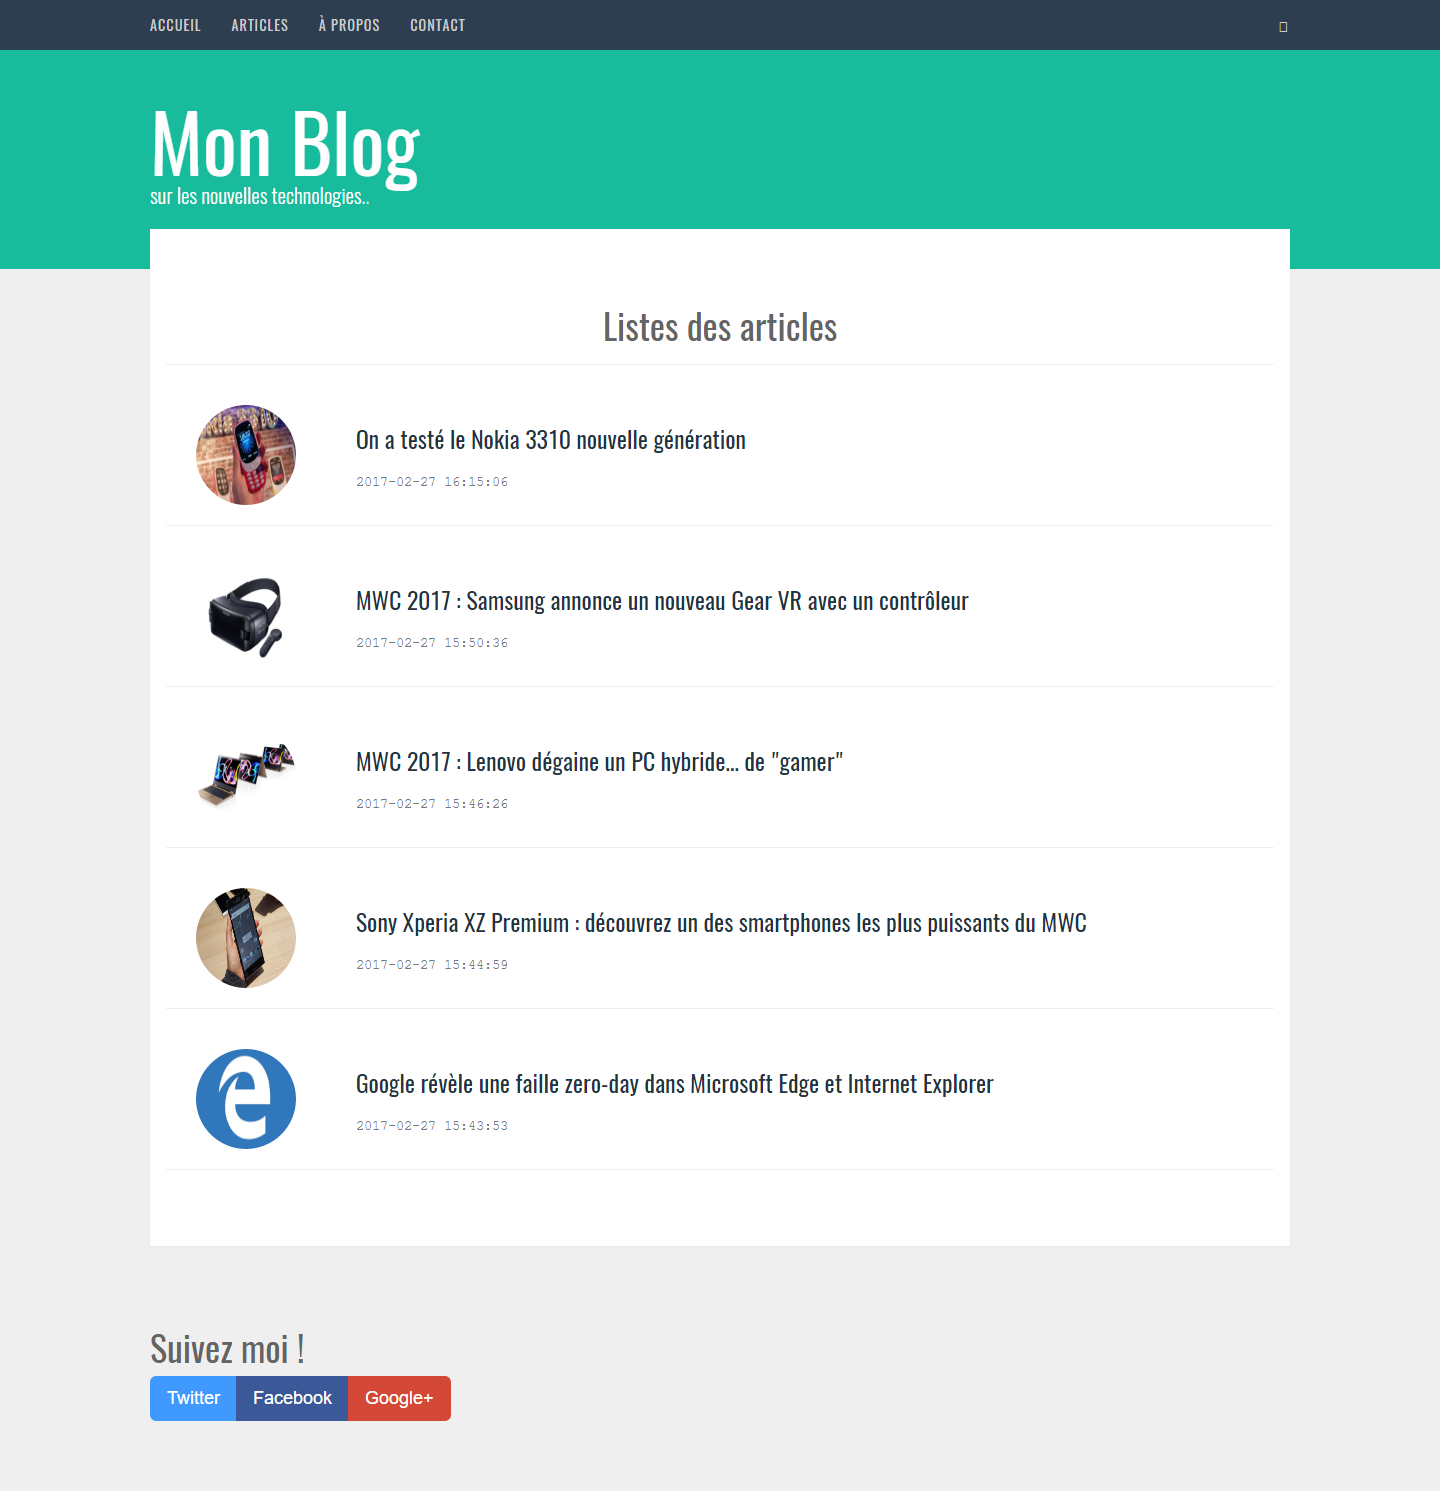 ACCUEIL ARTICLES À PROPOS CONTACT
Mon Blog
sur les nouvelles technologies..
Listes des articles
On a testé le Nokia 3310 nouvelle génération
2017-02-27 16:15:06
MWC 2017 : Samsung annonce un nouveau Gear VR avec un contrôleur
2017-02-27 15:50:36
MWC 2017 : Lenovo dégaine un PC hybride... de "gamer"
2017-02-27 15:46:26
Sony Xperia XZ Premium : découvrez un des smartphones les plus puissants du MWC
2017-02-27 15:44:59
Google révèle une faille zero-day dans Microsoft Edge et Internet Explorer
2017-02-27 15:43:53
Suivez moi !
Twitter Facebook Google+